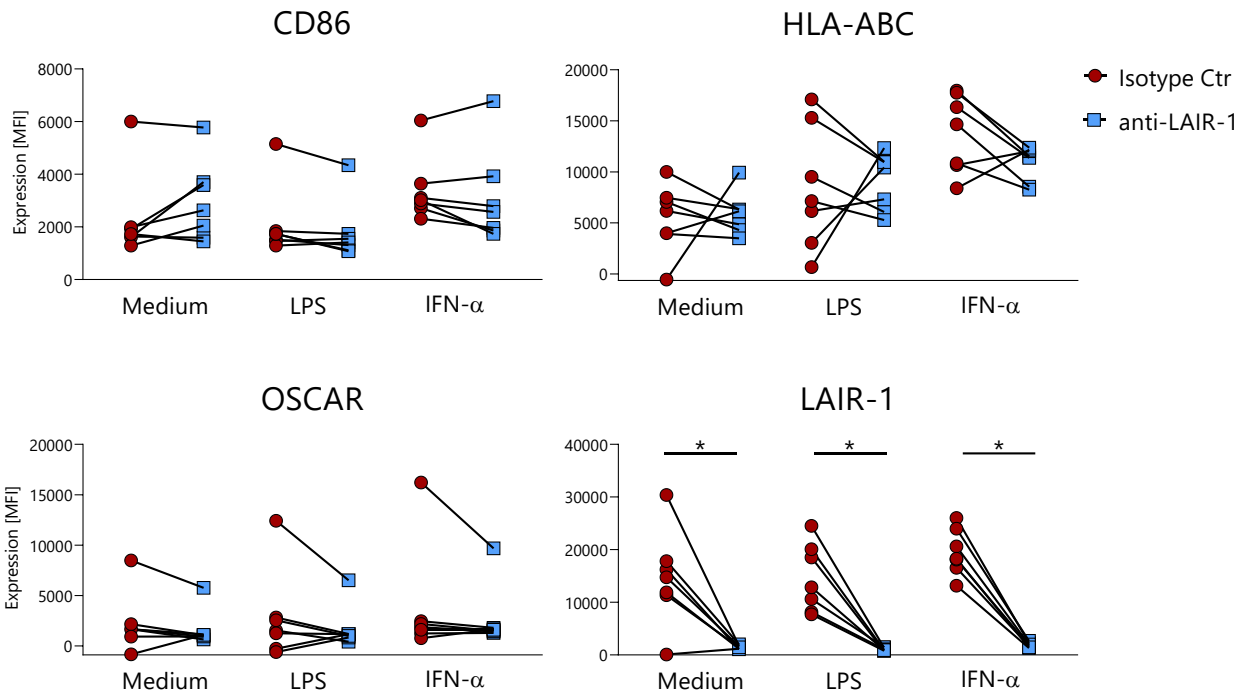 CD86
HLA-ABC
Expression [MFI]
8000
6000
4000
2000
0
Medium
LPS
IFN-α
20000
15000
10000
5000
0
Medium
LPS
IFN-α
Isotype Ctr
anti-LAIR-1
OSCAR
LAIR-1
Expression [MFI]
20000
15000
10000
5000
0
Medium
LPS
IFN-α
40000
30000
20000
10000
0
*
*
*
Medium
LPS
IFN-α